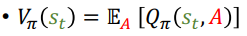 • V_π(s_t) = 𝔼_A [Q_π(s_t, A)]